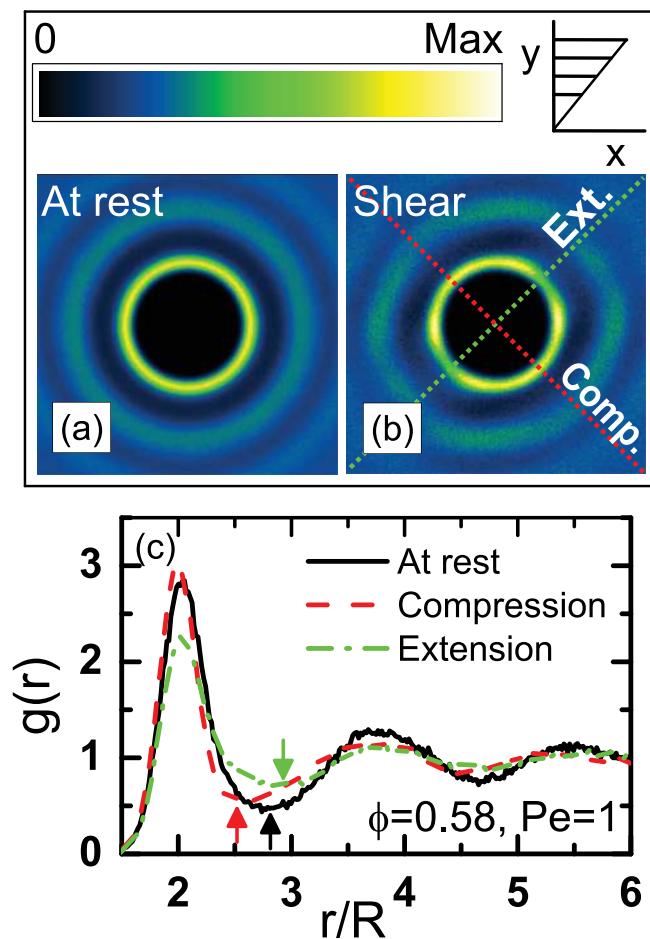 0 Max
y
x
At rest
Shear
Ext.
Comp.
(a)
(b)
(c)
At rest
Compression
Extension
ϕ=0.58, Pe=1
g(r)
3
2
1
0
2 3 4 5 6
r/R